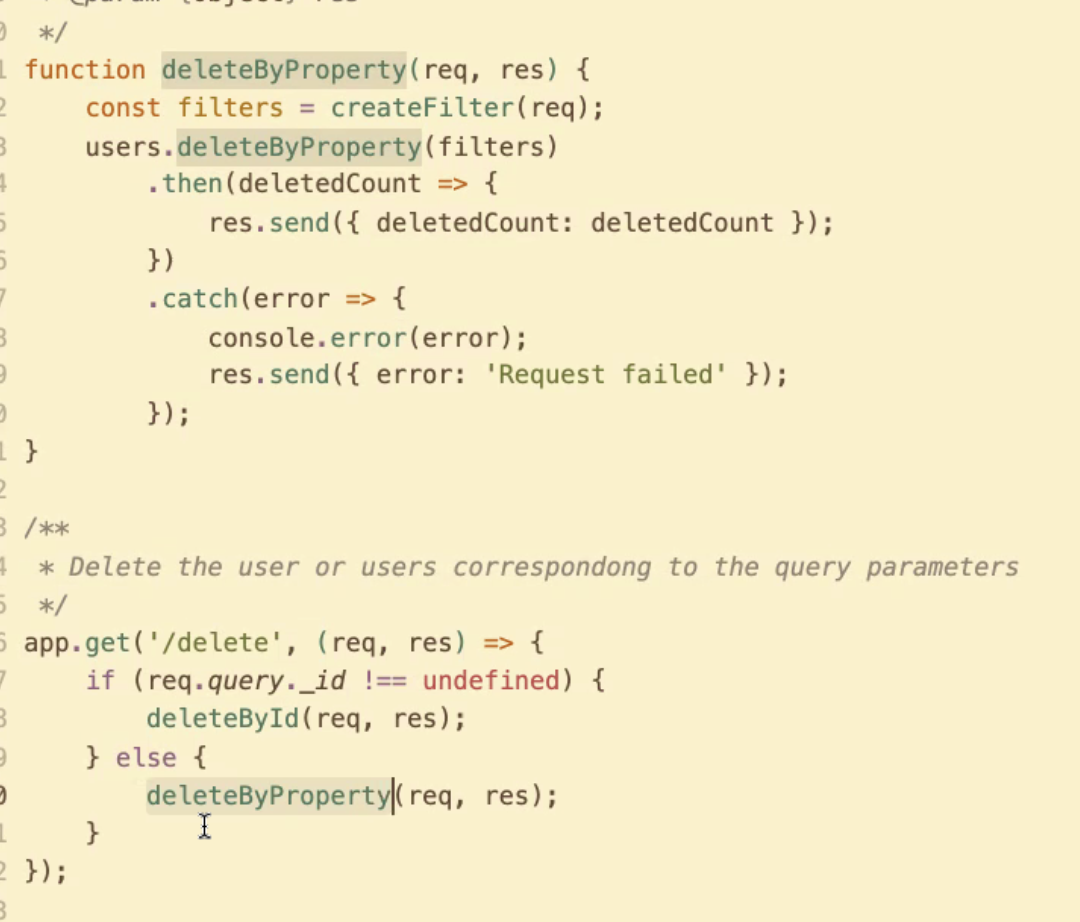 */
function deleteByProperty(req, res) {
const filters = createFilter(req);
users.deleteByProperty(filters)
.then(deletedCount => {
res.send({ deletedCount: deletedCount });
})
.catch(error => {
console.error(error);
res.send({ error: 'Request failed' });
});
}
/**
* Delete the user or users correspondong to the query parameters
*/
app.get('/delete', (req, res) => {
if (req.query._id !== undefined) {
deleteById(req, res);
} else {
deleteByProperty(req, res);
}
});